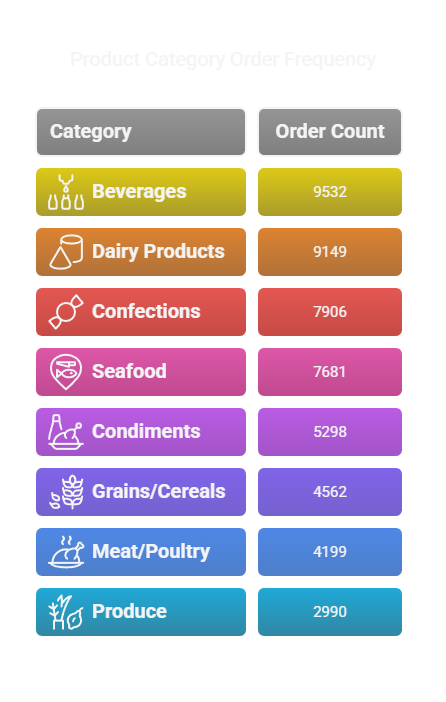 Product Category Order Frequency
Category Order Count
Beverages 9532
Dairy Products 9149
Confections 7906
Seafood 7681
Condiments 5298
Grains/Cereals 4562
Meat/Poultry 4199
Produce 2990